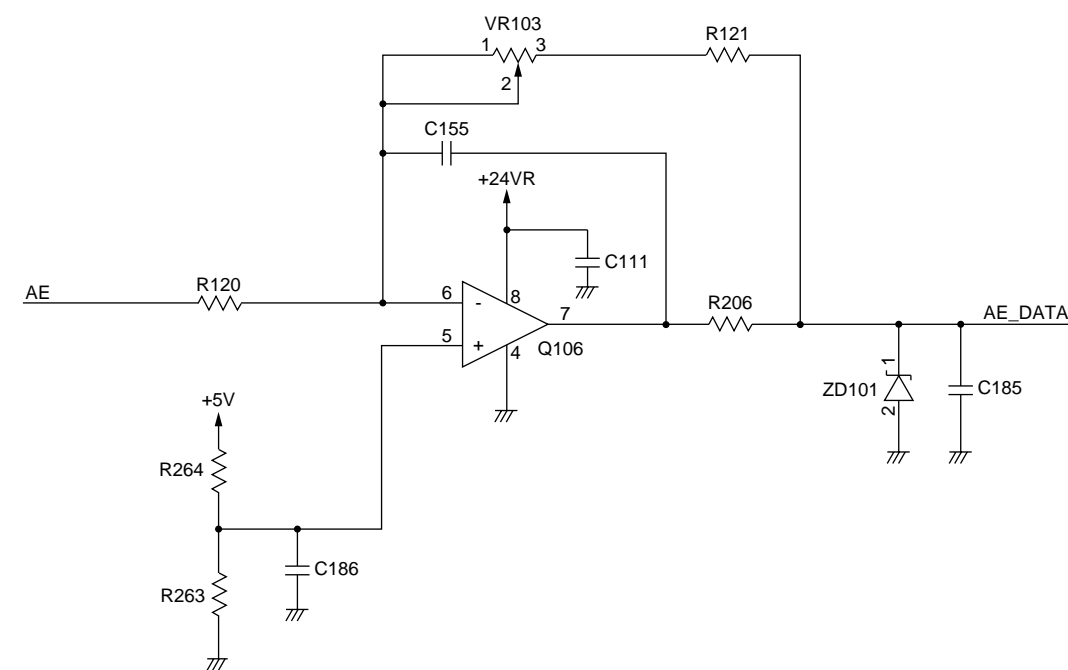 VR103
1 3
R121
2
C155
+24VR
C111
R120
AE
6 - 8
R206
7
AE_DATA
5 + 4
Q106
1
ZD101
C185
2
+5V
R264
C186
R263